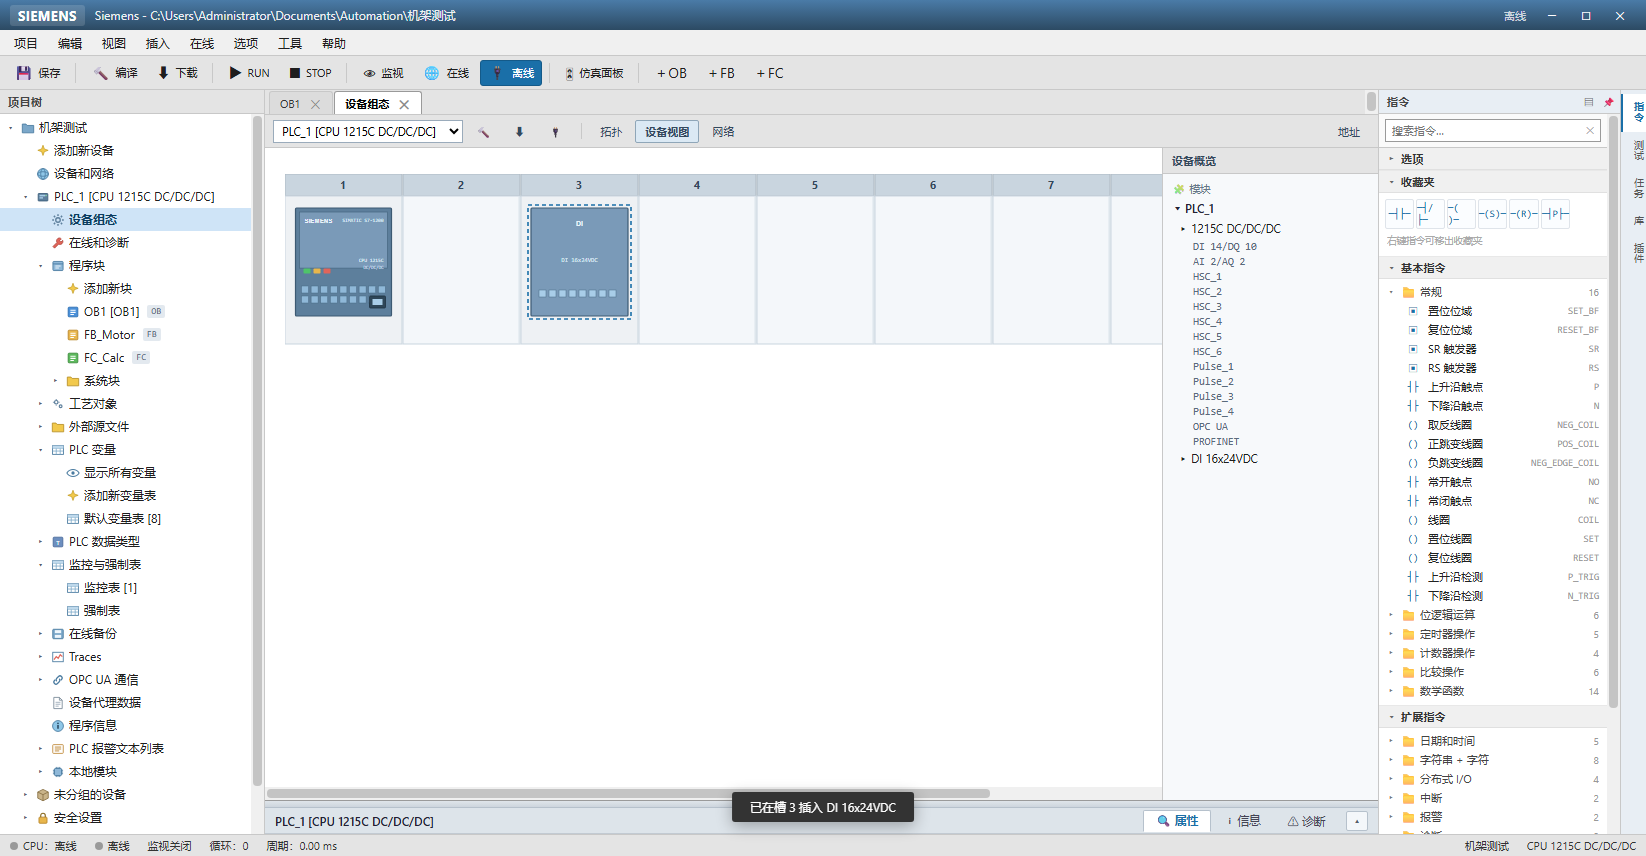 SIEMENS Siemens - C:\Users\Administrator\Documents\Automation\机架测试 离线
项目 编辑 视图 插入 在线 选项 工具 帮助
保存 编译 下载 RUN STOP 监视 在线 离线 仿真面板 +OB +FB +FC
项目树
机架测试
添加新设备
设备和网络
PLC_1 [CPU 1215C DC/DC/DC]
设备组态
在线和诊断
程序块
添加新块
OB1 [OB1] OB
FB_Motor FB
FC_Calc FC
系统块
工艺对象
外部源文件
PLC 变量
显示所有变量
添加新变量表
默认变量表 [8]
PLC 数据类型
监控与强制表
监控表 [1]
强制表
在线备份
Traces
OPC UA 通信
设备代理数据
程序信息
PLC 报警文本列表
本地模块
未分组的设备
安全设置
OB1 设备组态
PLC_1 [CPU 1215C DC/DC/DC] 拓扑 设备视图 网络 地址
1 2 3 4 5 6 7
SIEMENS SIMATIC S7-1200
CPU 1215C
DC/DC/DC
DI
DI 16x24VDC
设备概览
模块
PLC_1
1215C DC/DC/DC
DI 14/DQ 10
AI 2/AQ 2
HSC_1
HSC_2
HSC_3
HSC_4
HSC_5
HSC_6
Pulse_1
Pulse_2
Pulse_3
Pulse_4
OPC UA
PROFINET
DI 16x24VDC
已在槽 3 插入 DI 16x24VDC
PLC_1 [CPU 1215C DC/DC/DC] 属性 i 信息 诊断
指令
搜索指令...
选项
收藏夹
⊣⊢ ⊣/⊢ -( )- -(S)- -(R)- ⊣P⊢
右键指令可移出收藏夹
基本指令
常规 16
置位位域 SET_BF
复位位域 RESET_BF
SR 触发器 SR
RS 触发器 RS
上升沿触点 P
下降沿触点 N
取反线圈 NEG_COIL
正跳变线圈 POS_COIL
负跳变线圈 NEG_EDGE_COIL
常开触点 NO
常闭触点 NC
线圈 COIL
置位线圈 SET
复位线圈 RESET
上升沿检测 P_TRIG
下降沿检测 N_TRIG
位逻辑运算 6
定时器操作 5
计数器操作 4
比较操作 6
数学函数 14
扩展指令
日期和时间 5
字符串 + 字符 8
分布式 I/O 4
中断 2
报警 2
指令
测试
任务
库
插件
CPU: 离线 离线 监视关闭 循环: 0 周期: 0.00 ms 机架测试 CPU 1215C DC/DC/DC